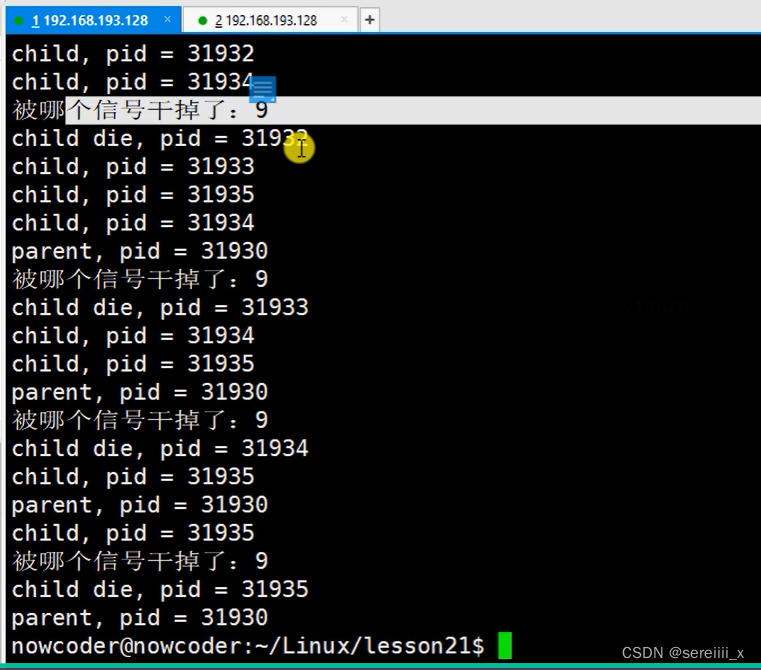 1 192.168.193.128 ×
2 192.168.193.128 ×
+
child, pid = 31932
child, pid = 31934
被哪个信号干掉了：9
child die, pid = 31932
child, pid = 31933
child, pid = 31935
child, pid = 31934
parent, pid = 31930
被哪个信号干掉了：9
child die, pid = 31933
child, pid = 31934
child, pid = 31935
parent, pid = 31930
被哪个信号干掉了：9
child die, pid = 31934
child, pid = 31935
parent, pid = 31930
child, pid = 31935
被哪个信号干掉了：9
child die, pid = 31935
parent, pid = 31930
nowcoder@nowcoder:~/Linux/lesson21$
CSDN @sereiiii_x